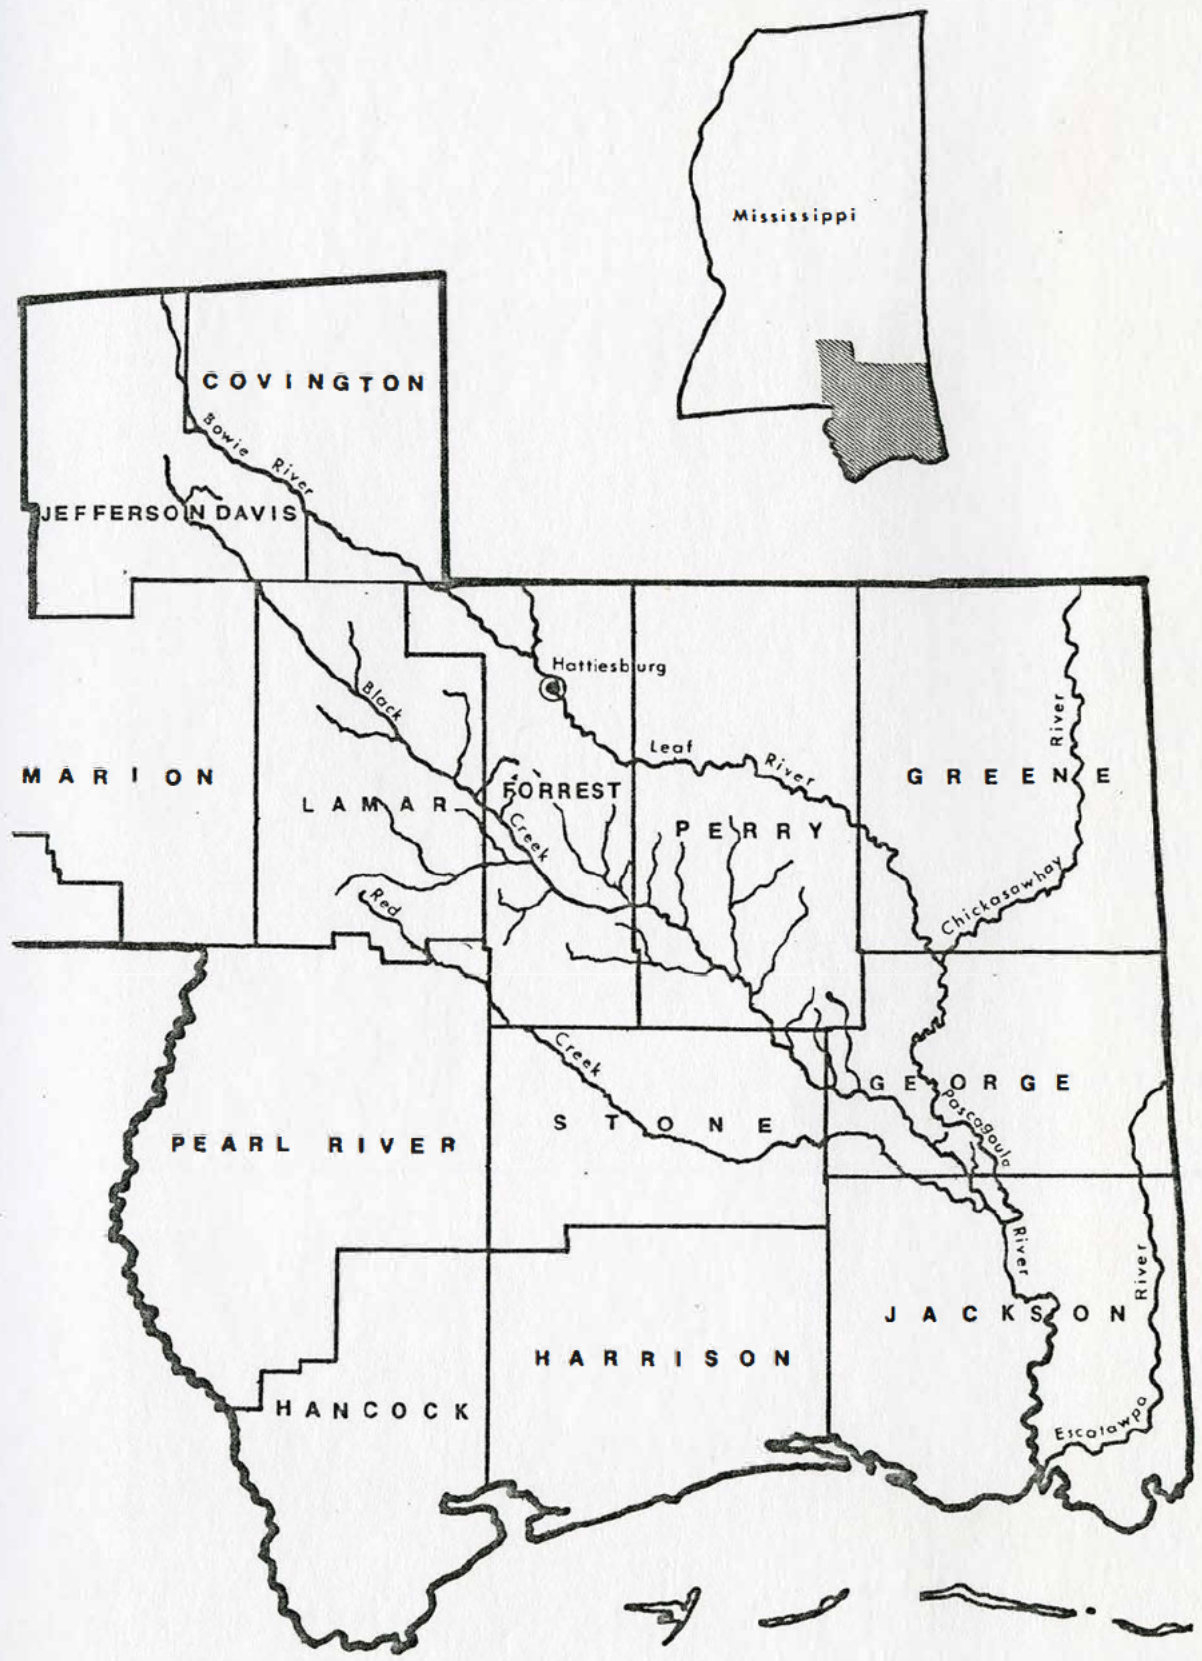 Mississippi
COVINGTON
Bowie River
JEFFERSON DAVIS
Hattiesburg
Black
Leaf River
River
MARION
LAMAR
FORREST
GREENE
PERRY
Creek
Red
Chickasawhay
Creek
GEORGE
STONE
Pascagoula
PEARL RIVER
River
River
JACKSON
HARRISON
HANCOCK
Escatawpa